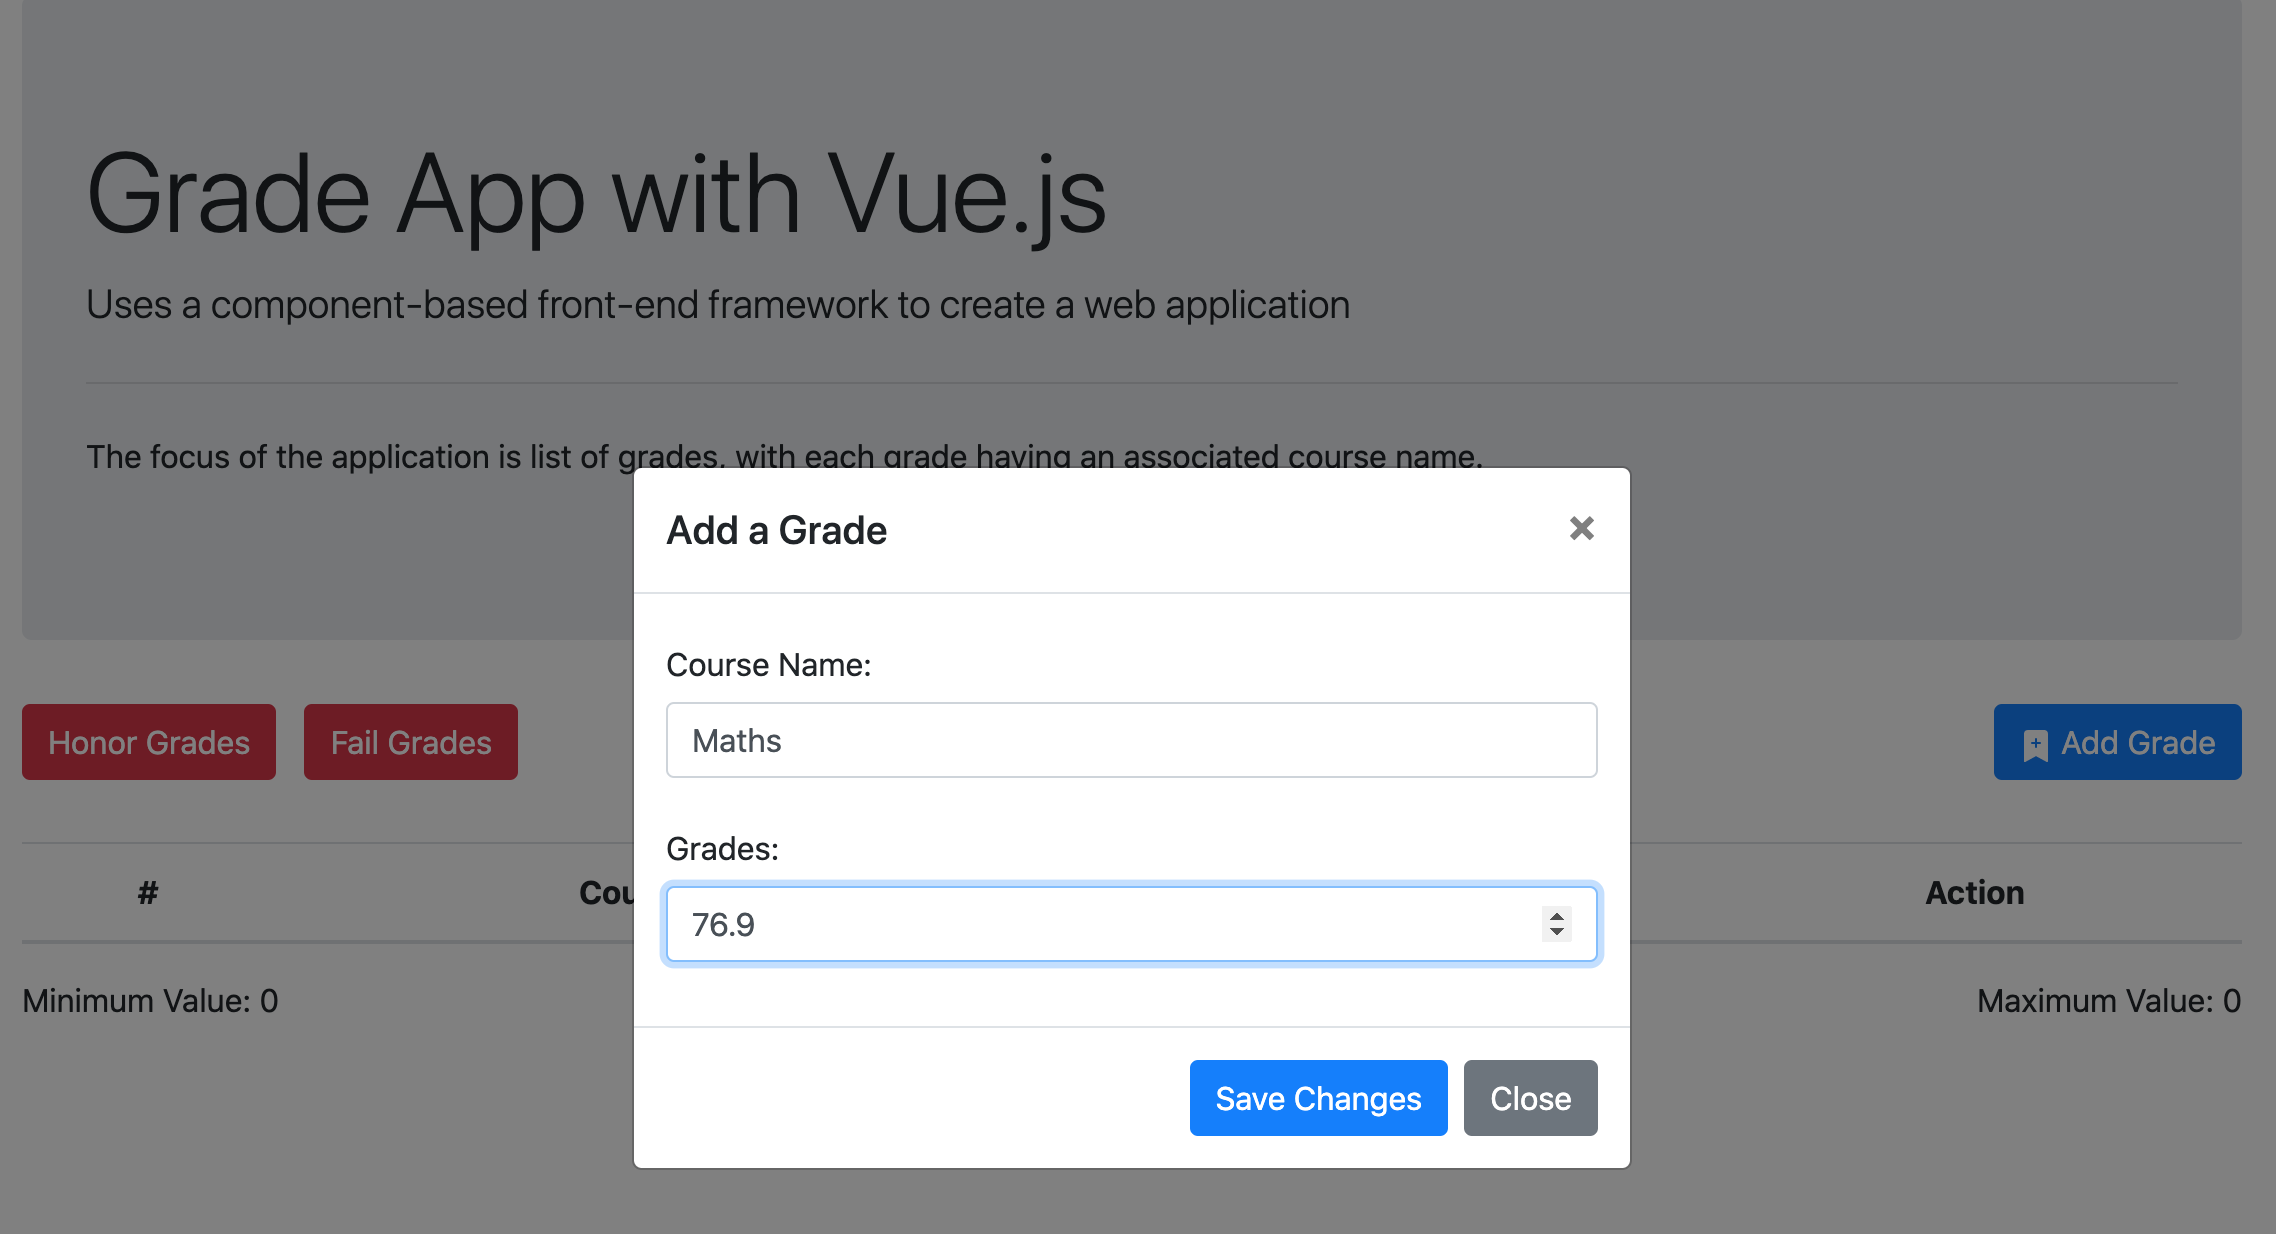 Grade App with Vue.js
Uses a component-based front-end framework to create a web application
The focus of the application is list of grades, with each grade having an associated course name.
Add a Grade
Course Name:
Maths
Grades:
76.9
Save Changes Close
Honor Grades Fail Grades Add Grade
# Action
Minimum Value: 0 Maximum Value: 0